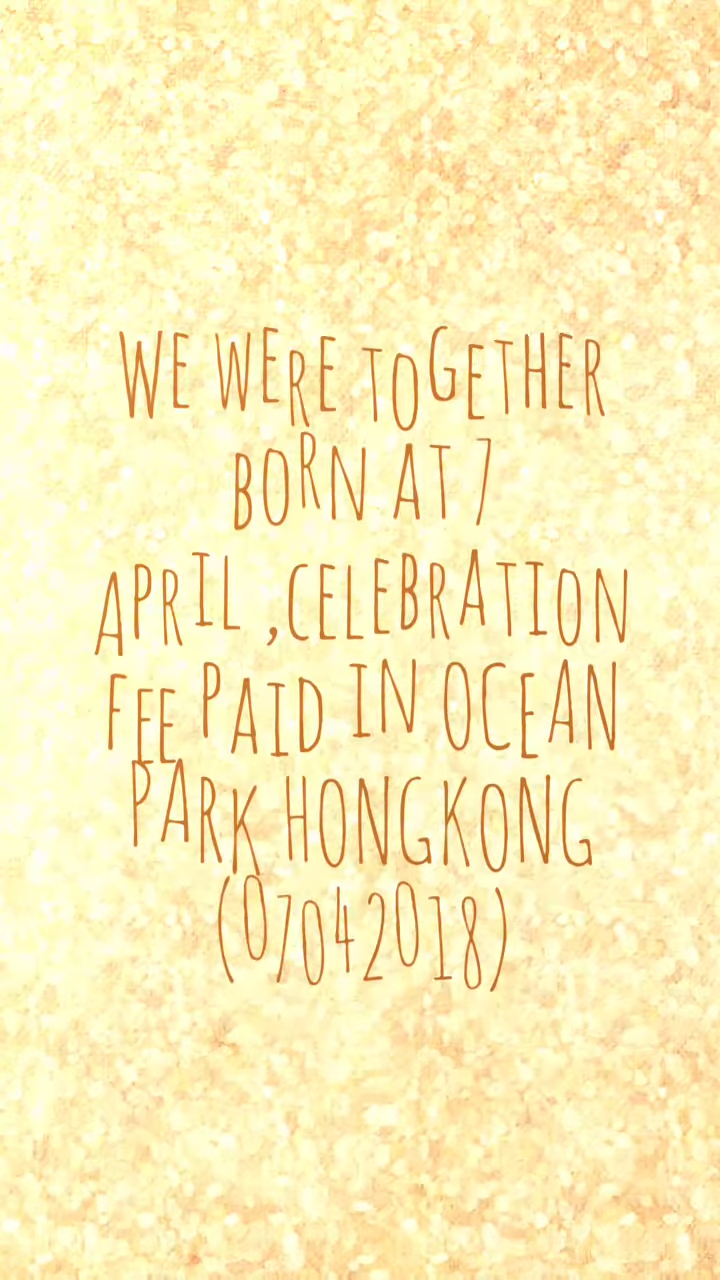 WE WERE TOGETHER
BORN AT 7
APRIL ,CELEBRATION
FEE PAID IN OCEAN
PARK HONGKONG
(07042018)